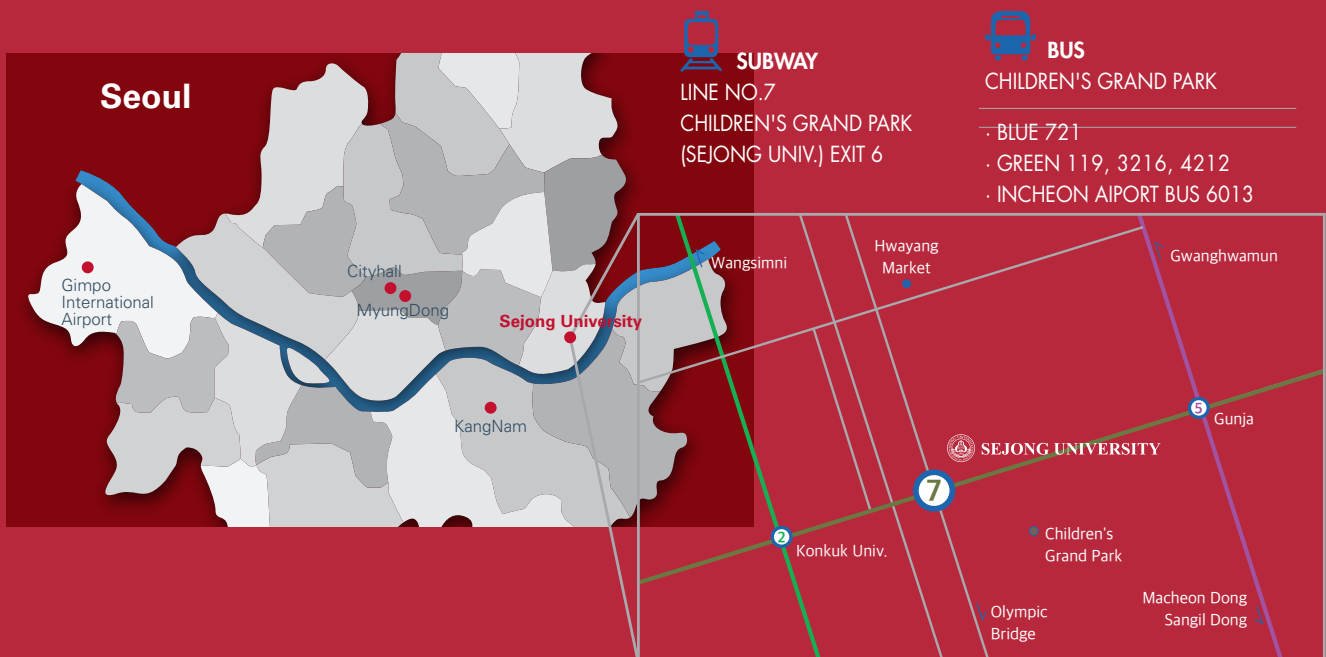 Seoul
Gimpo
International
Airport
Cityhall
MyungDong
Sejong University
KangNam
SUBWAY
LINE NO.7
CHILDREN'S GRAND PARK
(SEJONG UNIV.) EXIT 6
BUS
CHILDREN'S GRAND PARK
· BLUE 721
· GREEN 119, 3216, 4212
· INCHEON AIPORT BUS 6013
Wangsimni
Hwayang
Market
Gwanghwamun
5
Gunja
SEJONG UNIVERSITY
7
2
Konkuk Univ.
Children's
Grand Park
Olympic
Bridge
Macheon Dong
Sangil Dong